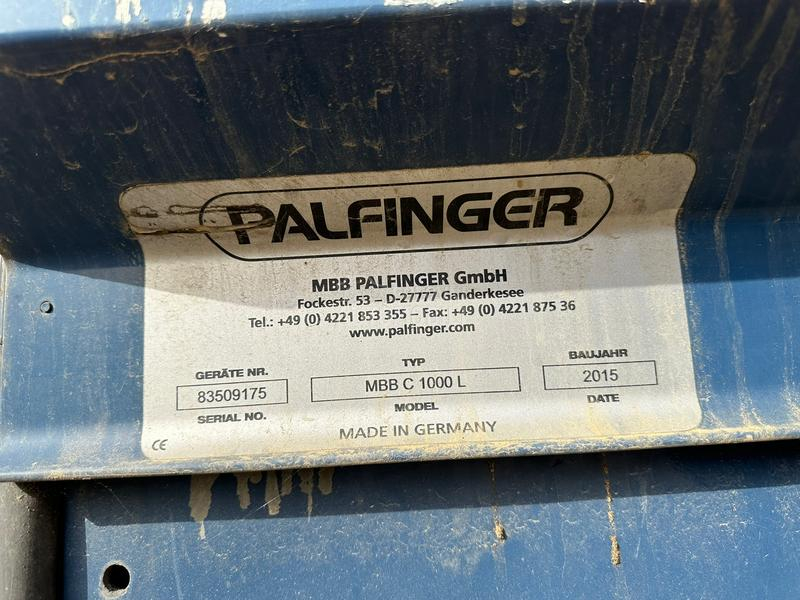 PALFINGER
MBB PALFINGER GmbH
Fockestr. 53 – D-27777 Ganderkesee
Tel.: +49 (0) 4221 853 355 – Fax: +49 (0) 4221 875 36
www.palfinger.com
GERÄTE NR. TYP BAUJAHR
83509175 MBB C 1000 L 2015
SERIAL NO. MODEL DATE
CE MADE IN GERMANY